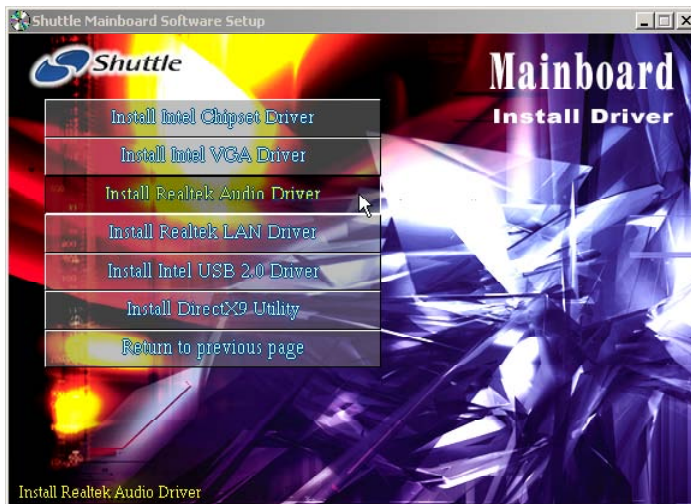 Shuttle Mainboard Software Setup
Shuttle
Mainboard
Install Driver
Install Intel Chipset Driver
Install Intel VGA Driver
Install Realtek Audio Driver
Install Realtek LAN Driver
Install Intel USB 2.0 Driver
Install DirectX9 Utility
Return to previous page
Install Realtek Audio Driver